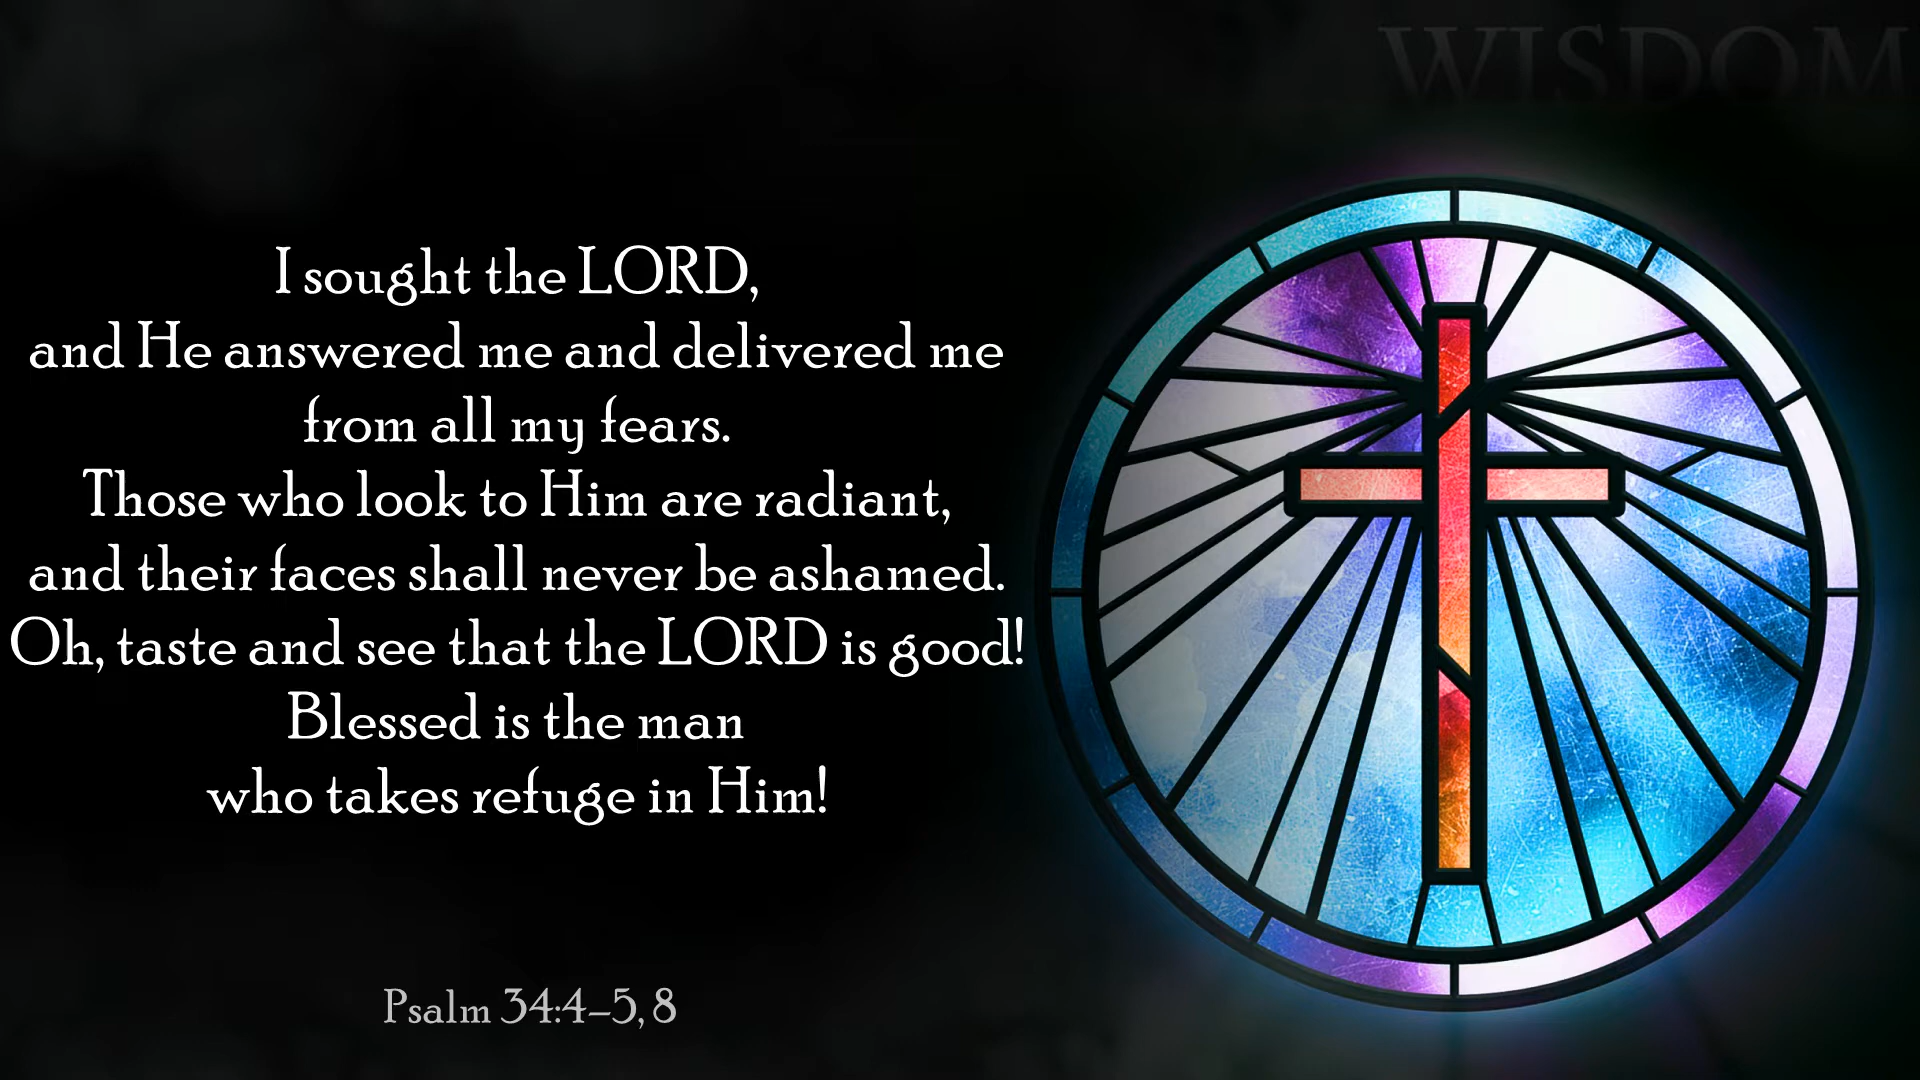 WISDOM
I sought the LORD,
and He answered me and delivered me
from all my fears.
Those who look to Him are radiant,
and their faces shall never be ashamed.
Oh, taste and see that the LORD is good!
Blessed is the man
who takes refuge in Him!
Psalm 34:4–5, 8